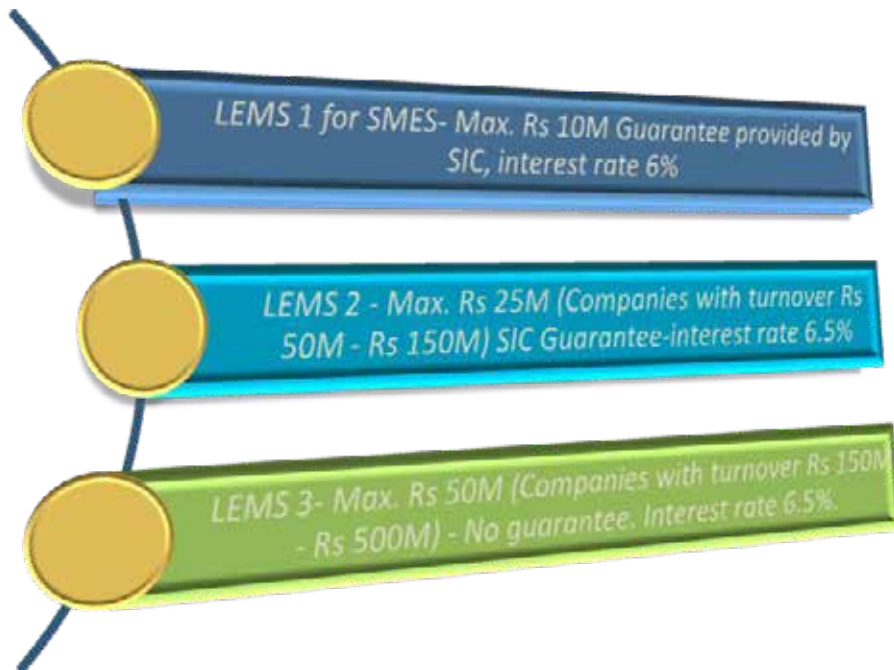 LEMS 1 for SMES- Max. Rs 10M Guarantee provided by
SIC, interest rate 6%
LEMS 2 - Max. Rs 25M (Companies with turnover Rs
50M - Rs 150M) SIC Guarantee-interest rate 6.5%
LEMS 3- Max. Rs 50M (Companies with turnover Rs 150M
- Rs 500M) - No guarantee. Interest rate 6.5%.